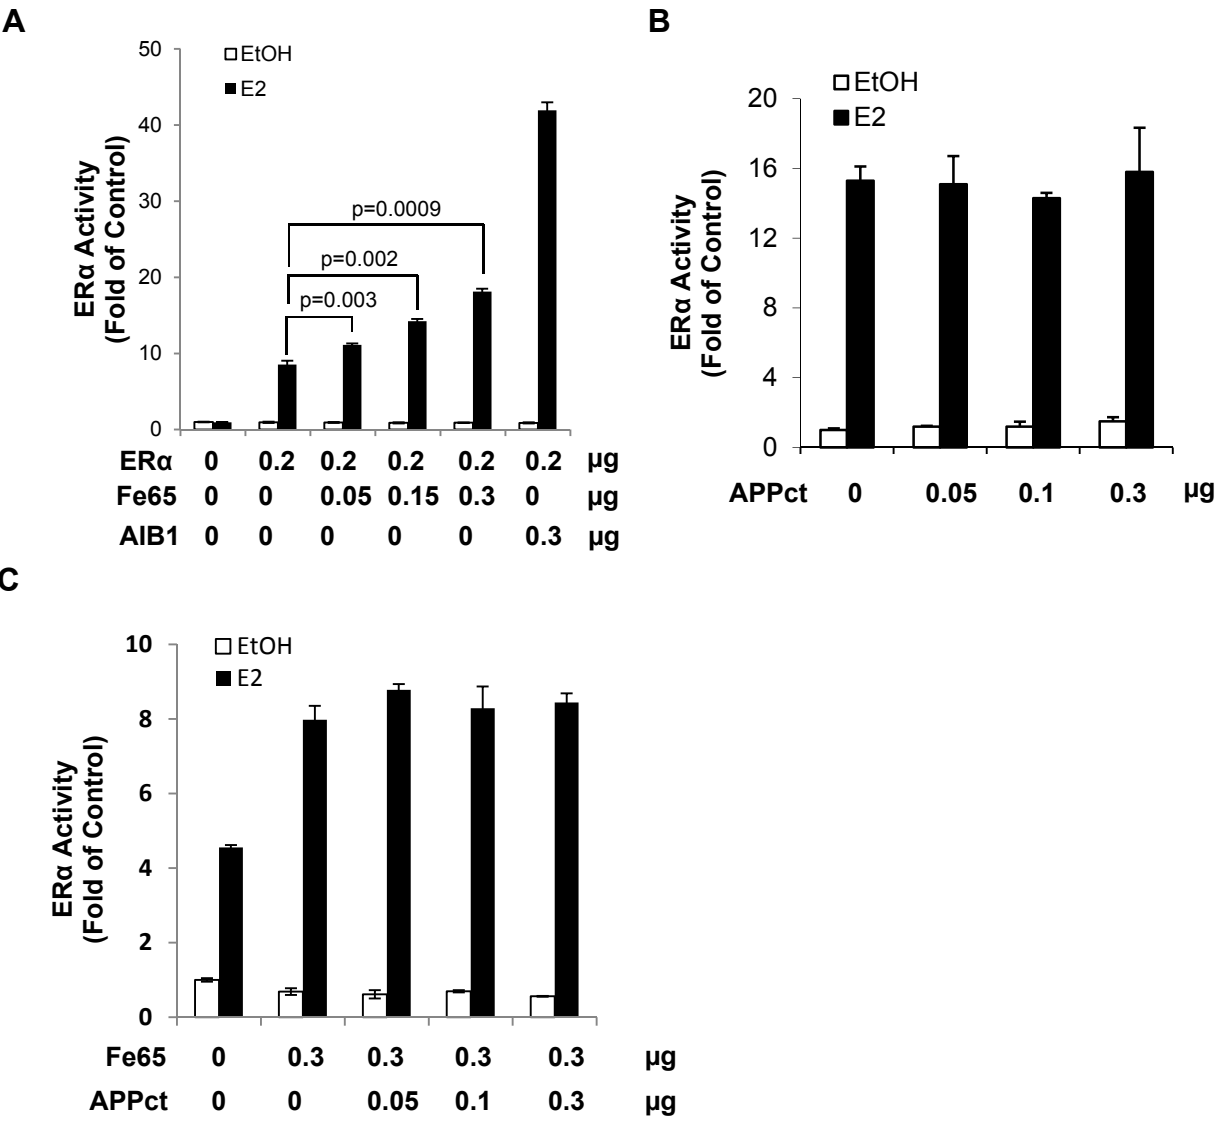 A
50
40
30
20
10
0
ERα Activity
(Fold of Control)
EtOH
E2
p=0.0009
p=0.002
p=0.003
ERα 0 0.2 0.2 0.2 0.2 0.2 µg
Fe65 0 0 0.05 0.15 0.3 0 µg
AIB1 0 0 0 0 0 0.3 µg
B
20
16
12
8
4
0
ERα Activity
(Fold of Control)
EtOH
E2
APPct 0 0.05 0.1 0.3 µg
C
10
8
6
4
2
0
ERα Activity
(Fold of Control)
EtOH
E2
Fe65 0 0.3 0.3 0.3 0.3 µg
APPct 0 0 0.05 0.1 0.3 µg